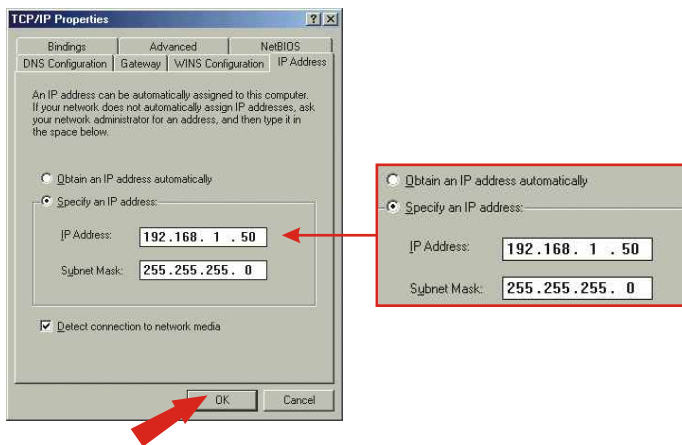 TCP/IP Properties
Bindings Advanced NetBIOS
DNS Configuration Gateway WINS Configuration IP Address
An IP address can be automatically assigned to this computer.
If your network does not automatically assign IP addresses, ask
your network administrator for an address, and then type it in
the space below.
Obtain an IP address automatically
Specify an IP address:
IP Address: 192.168. 1 .50
Subnet Mask: 255.255.255. 0
Detect connection to network media
OK Cancel
Obtain an IP address automatically
Specify an IP address:
IP Address: 192.168. 1 .50
Subnet Mask: 255.255.255. 0